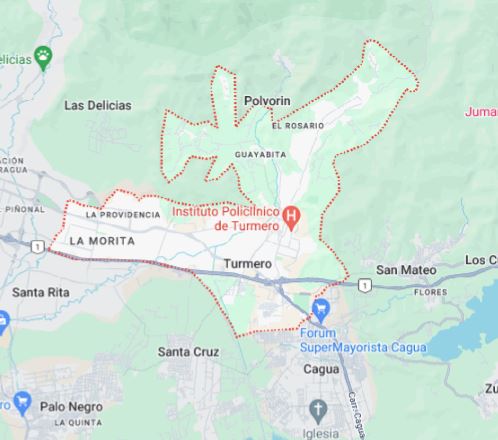 elicias
Las Delicias
Polvorin
EL ROSARIO
Juma
GUAYABITA
ACIÓN
RAGUA
PIÑONAL
LA PROVIDENCIA
Instituto Policlínico
de Turmero
H
LA MORITA
1
Turmero
San Mateo
Los C
1
FLORES
Santa Rita
Forum
SuperMayorista Cagua
Santa Cruz
Cagua
Zú
Palo Negro
LA QUINTA
Carr. Cagua
Iglesia